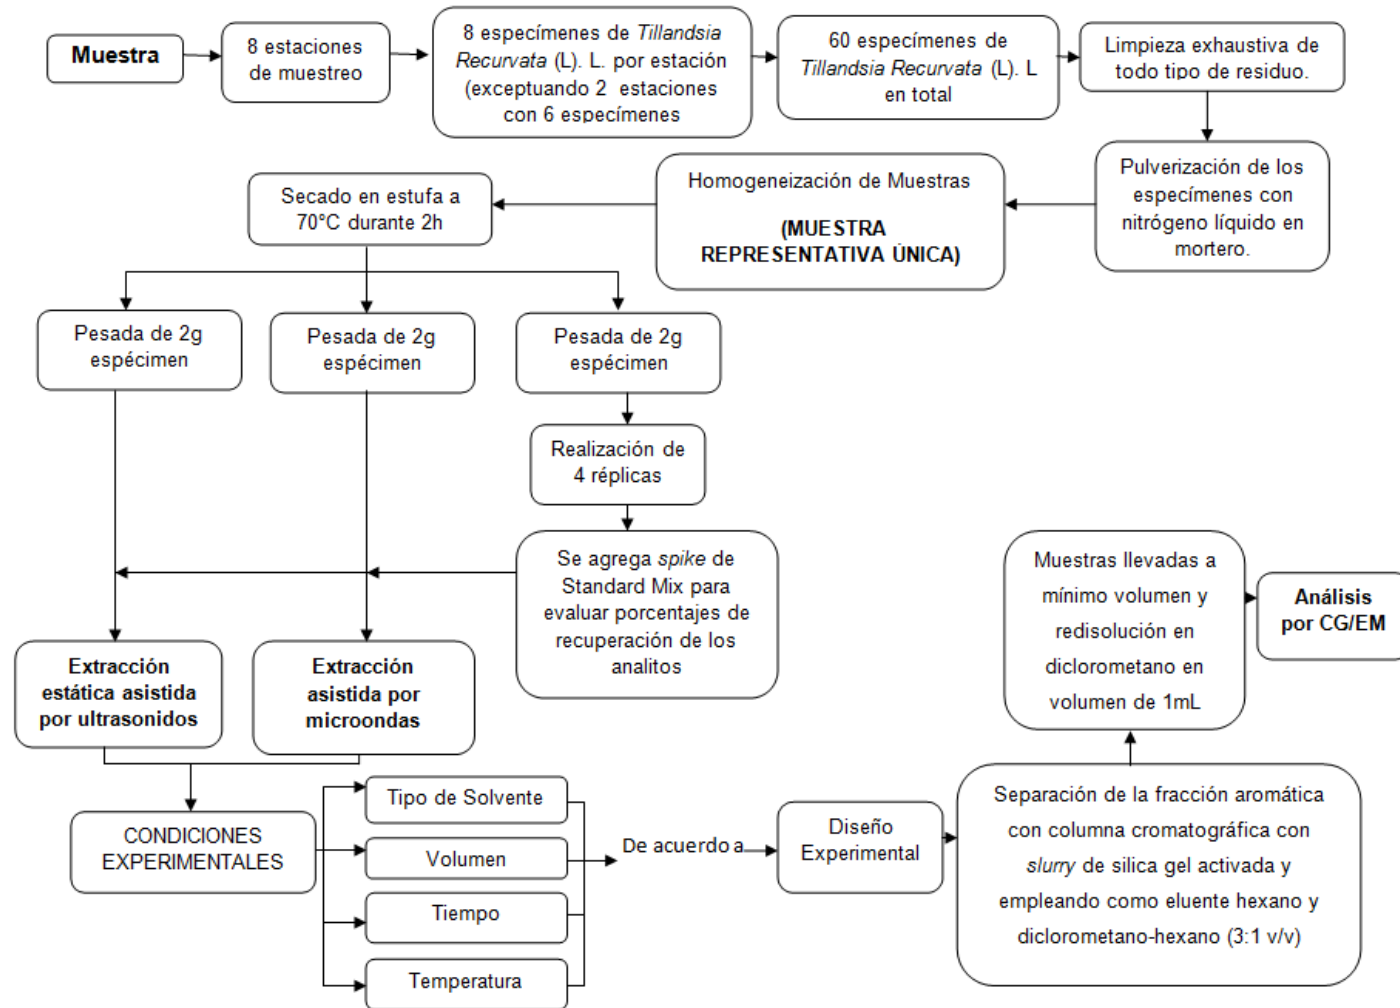 Muestra
8 estaciones
de muestreo
8 especímenes de Tillandsia
Recurvata (L). L. por estación
(exceptuando 2 estaciones
con 6 especímenes
60 especímenes de
Tillandsia Recurvata (L). L
en total
Limpieza exhaustiva de
todo tipo de residuo.
Pulverización de los
especímenes con
nitrógeno líquido en
mortero.
Homogeneización de Muestras
(MUESTRA
REPRESENTATIVA ÚNICA)
Secado en estufa a
70°C durante 2h
Pesada de 2g
espécimen
Pesada de 2g
espécimen
Pesada de 2g
espécimen
Realización de
4 réplicas
Se agrega spike de
Standard Mix para
evaluar porcentajes de
recuperación de los
analitos
Extracción
estática asistida
por ultrasonidos
Extracción
asistida por
microondas
CONDICIONES
EXPERIMENTALES
Tipo de Solvente
Volumen
Tiempo
Temperatura
De acuerdo a
Diseño
Experimental
Separación de la fracción aromática
con columna cromatográfica con
slurry de silica gel activada y
empleando como eluente hexano y
diclorometano-hexano (3:1 v/v)
Muestras llevadas a
mínimo volumen y
redisolución en
diclorometano en
volumen de 1mL
Análisis
por CG/EM